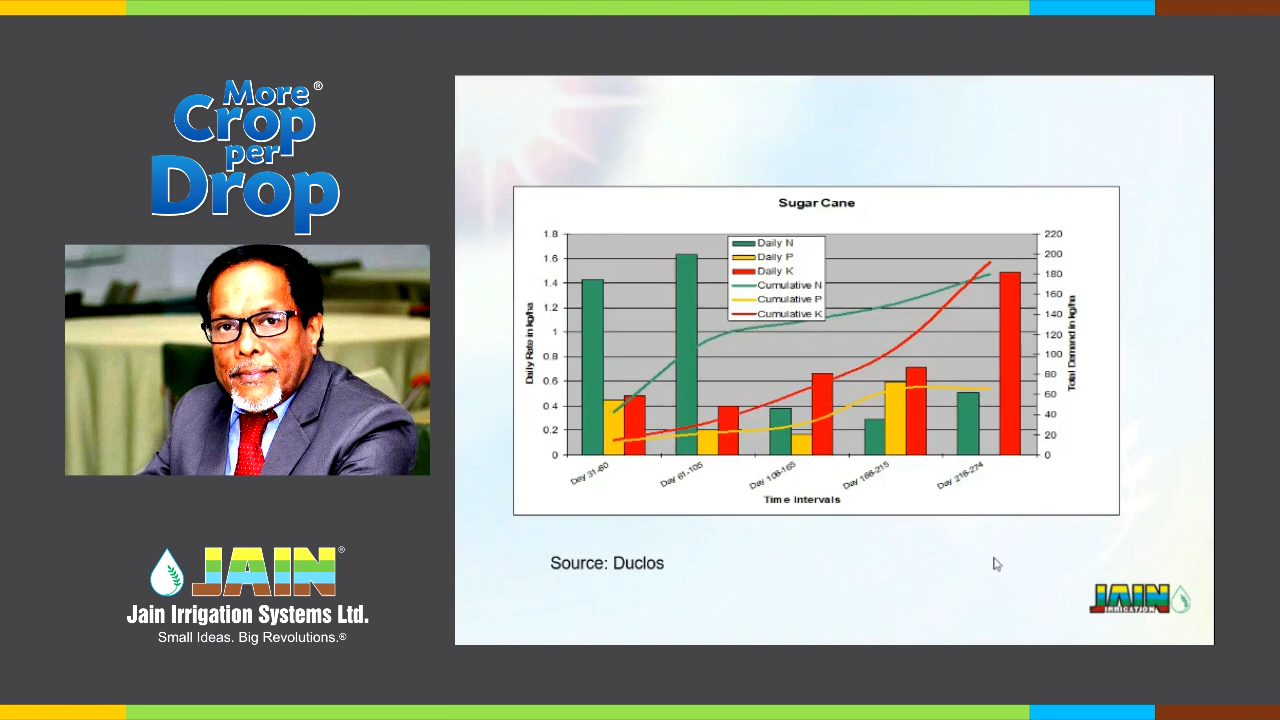 More®
Crop
per
Drop
JAIN®
Jain Irrigation Systems Ltd.
Small Ideas. Big Revolutions.®
Sugar Cane
Daily N
Daily P
Daily K
Cumulative N
Cumulative P
Cumulative K
Daily Rate in kg/ha
1.8
1.6
1.4
1.2
1
0.8
0.6
0.4
0.2
0
220
200
180
160
140
120
100
80
60
40
20
0
Total Demand in kg/ha
Day 31-60
Day 61-105
Day 106-165
Day 166-215
Day 216-274
Time Intervals
Source: Duclos
JAIN
IRRIGATION